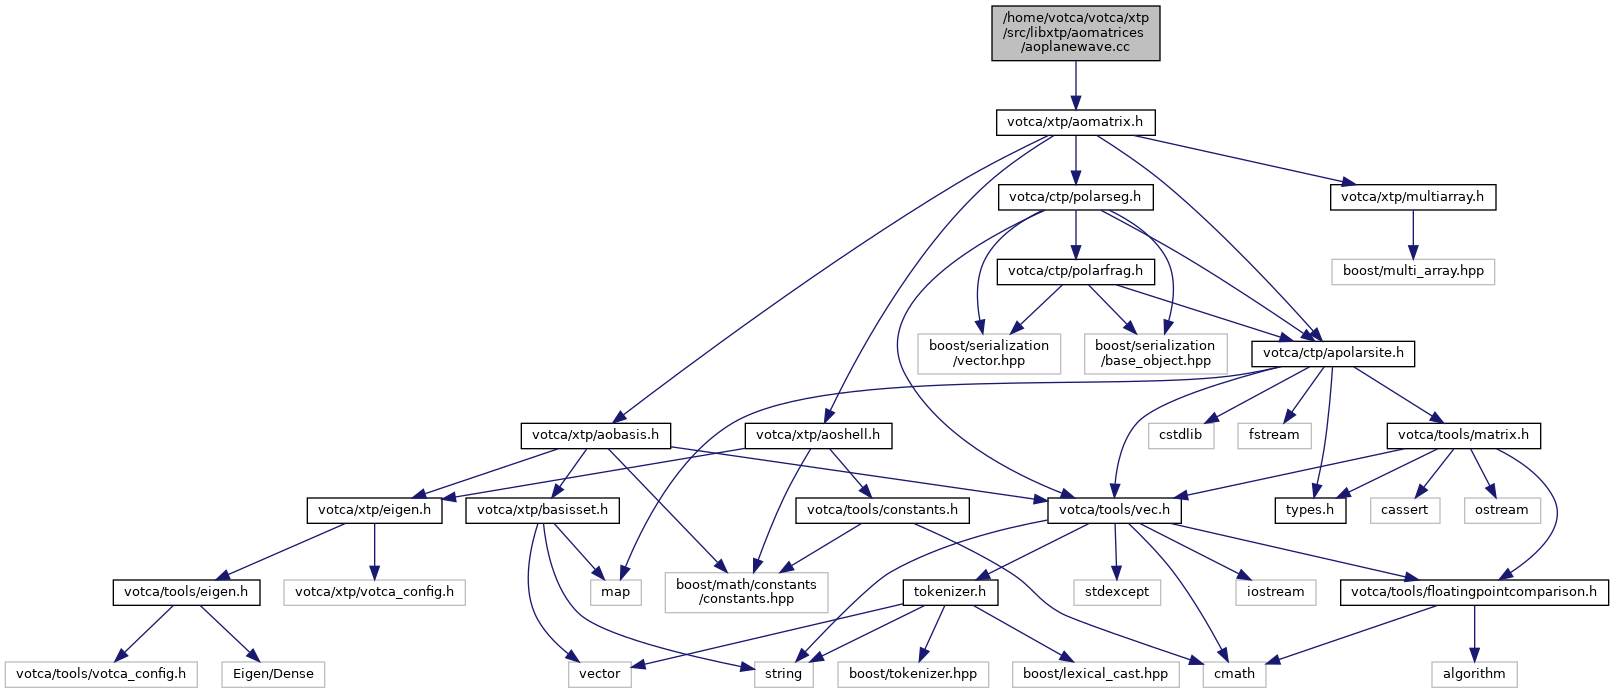 /home/votca/votca/xtp
/src/libxtp/aomatrices
/aoplanewave.cc
votca/xtp/aomatrix.h
votca/ctp/polarseg.h
votca/xtp/multiarray.h
votca/ctp/polarfrag.h
boost/multi_array.hpp
boost/serialization
/vector.hpp
boost/serialization
/base_object.hpp
votca/ctp/apolarsite.h
votca/xtp/aobasis.h
votca/xtp/aoshell.h
cstdlib
fstream
votca/tools/matrix.h
votca/xtp/eigen.h
votca/xtp/basisset.h
votca/tools/constants.h
votca/tools/vec.h
types.h
cassert
ostream
votca/tools/eigen.h
votca/xtp/votca_config.h
map
boost/math/constants
/constants.hpp
tokenizer.h
stdexcept
iostream
votca/tools/floatingpointcomparison.h
votca/tools/votca_config.h
Eigen/Dense
vector
string
boost/tokenizer.hpp
boost/lexical_cast.hpp
cmath
algorithm